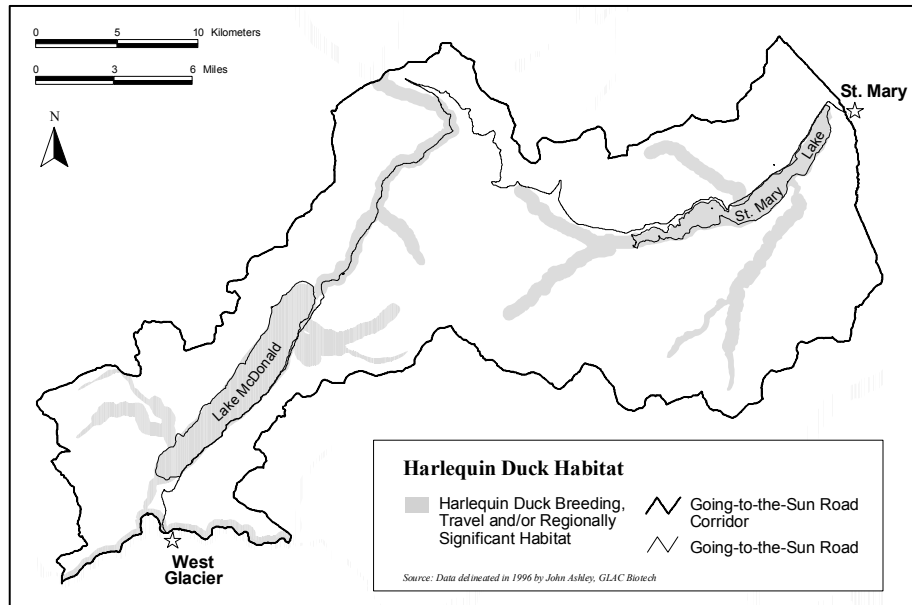 0 5 10 Kilometers
0 3 6 Miles
N
St. Mary
St. Mary Lake
Lake McDonald
West
Glacier
Harlequin Duck Habitat
Harlequin Duck Breeding,
Travel and/or Regionally
Significant Habitat
Going-to-the-Sun Road
Corridor
Going-to-the-Sun Road
Source: Data delineated in 1996 by John Ashley, GLAC Biotech